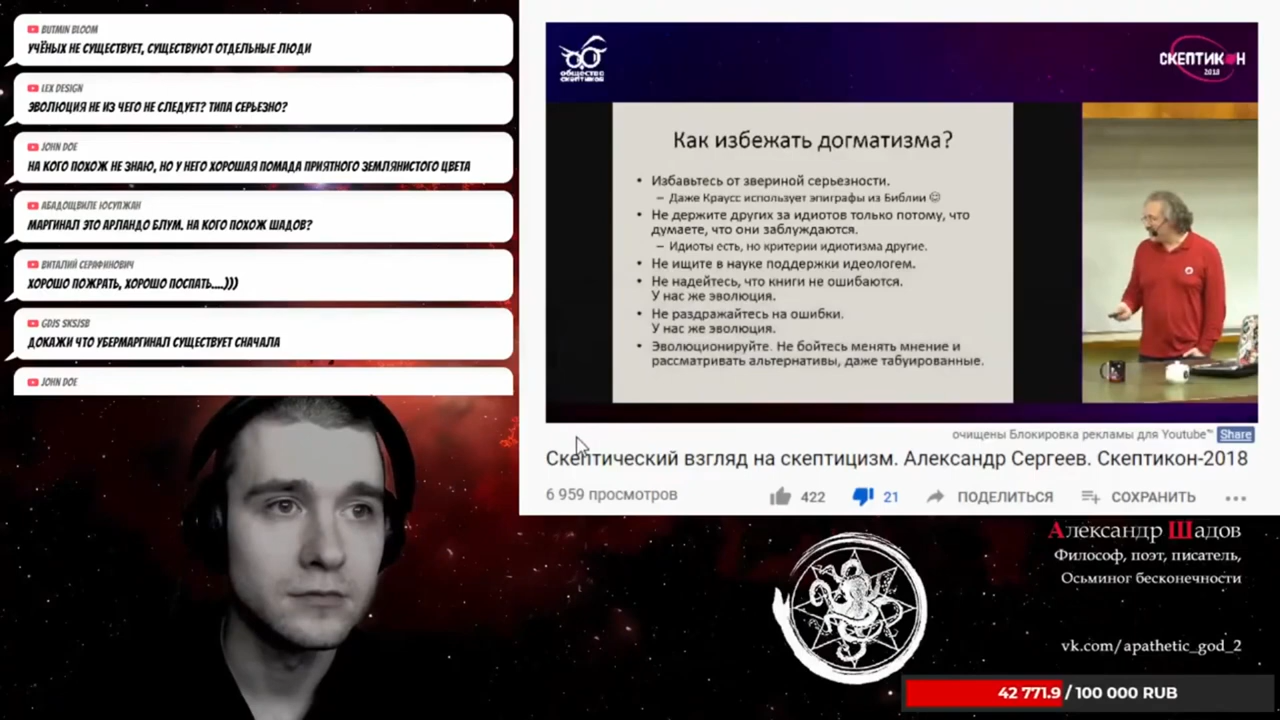 BUTMIN BLOOM
УЧЁНЫХ НЕ СУЩЕСТВУЕТ, СУЩЕСТВУЮТ ОТДЕЛЬНЫЕ ЛЮДИ
LEX DESIGN
ЭВОЛЮЦИЯ НЕ ИЗ ЧЕГО НЕ СЛЕДУЕТ? ТИПА СЕРЬЕЗНО?
JOHN DOE
НА КОГО ПОХОЖ НЕ ЗНАЮ, НО У НЕГО ХОРОШАЯ ПОМАДА ПРИЯТНОГО ЗЕМЛЯНИСТОГО ЦВЕТА
АБАДОЩВИЛЕ ЮСУПЖАН
МАРГИНАЛ ЭТО АРЛАНДО БЛУМ. НА КОГО ПОХОЖ ШАДОВ?
ВИТАЛИЙ СЕРАФИНОВИЧ
ХОРОШО ПОЖРАТЬ, ХОРОШО ПОСПАТЬ....)))
GDJS SKSJSB
ДОКАЖИ ЧТО УБЕРМАРГИНАЛ СУЩЕСТВУЕТ СНАЧАЛА
JOHN DOE
общество
скептиков
СКЕПТИКОН
2018
Как избежать догматизма?
• Избавьтесь от звериной серьезности.
– Даже Краусс использует эпиграфы из Библии ☺
• Не держите других за идиотов только потому, что
думаете, что они заблуждаются.
– Идиоты есть, но критерии идиотизма другие.
• Не ищите в науке поддержки идеологем.
• Не надейтесь, что книги не ошибаются.
У нас же эволюция.
• Не раздражайтесь на ошибки.
У нас же эволюция.
• Эволюционируйте. Не бойтесь менять мнение и
рассматривать альтернативы, даже табуированные.
очищены Блокировка рекламы для Youtube™ Share
Скептический взгляд на скептицизм. Александр Сергеев. Скептикон-2018
6 959 просмотров
422
21
ПОДЕЛИТЬСЯ
СОХРАНИТЬ
Александр Шадов
Философ, поэт, писатель,
Осьминог бесконечности
vk.com/apathetic_god_2
42 771.9 / 100 000 RUB